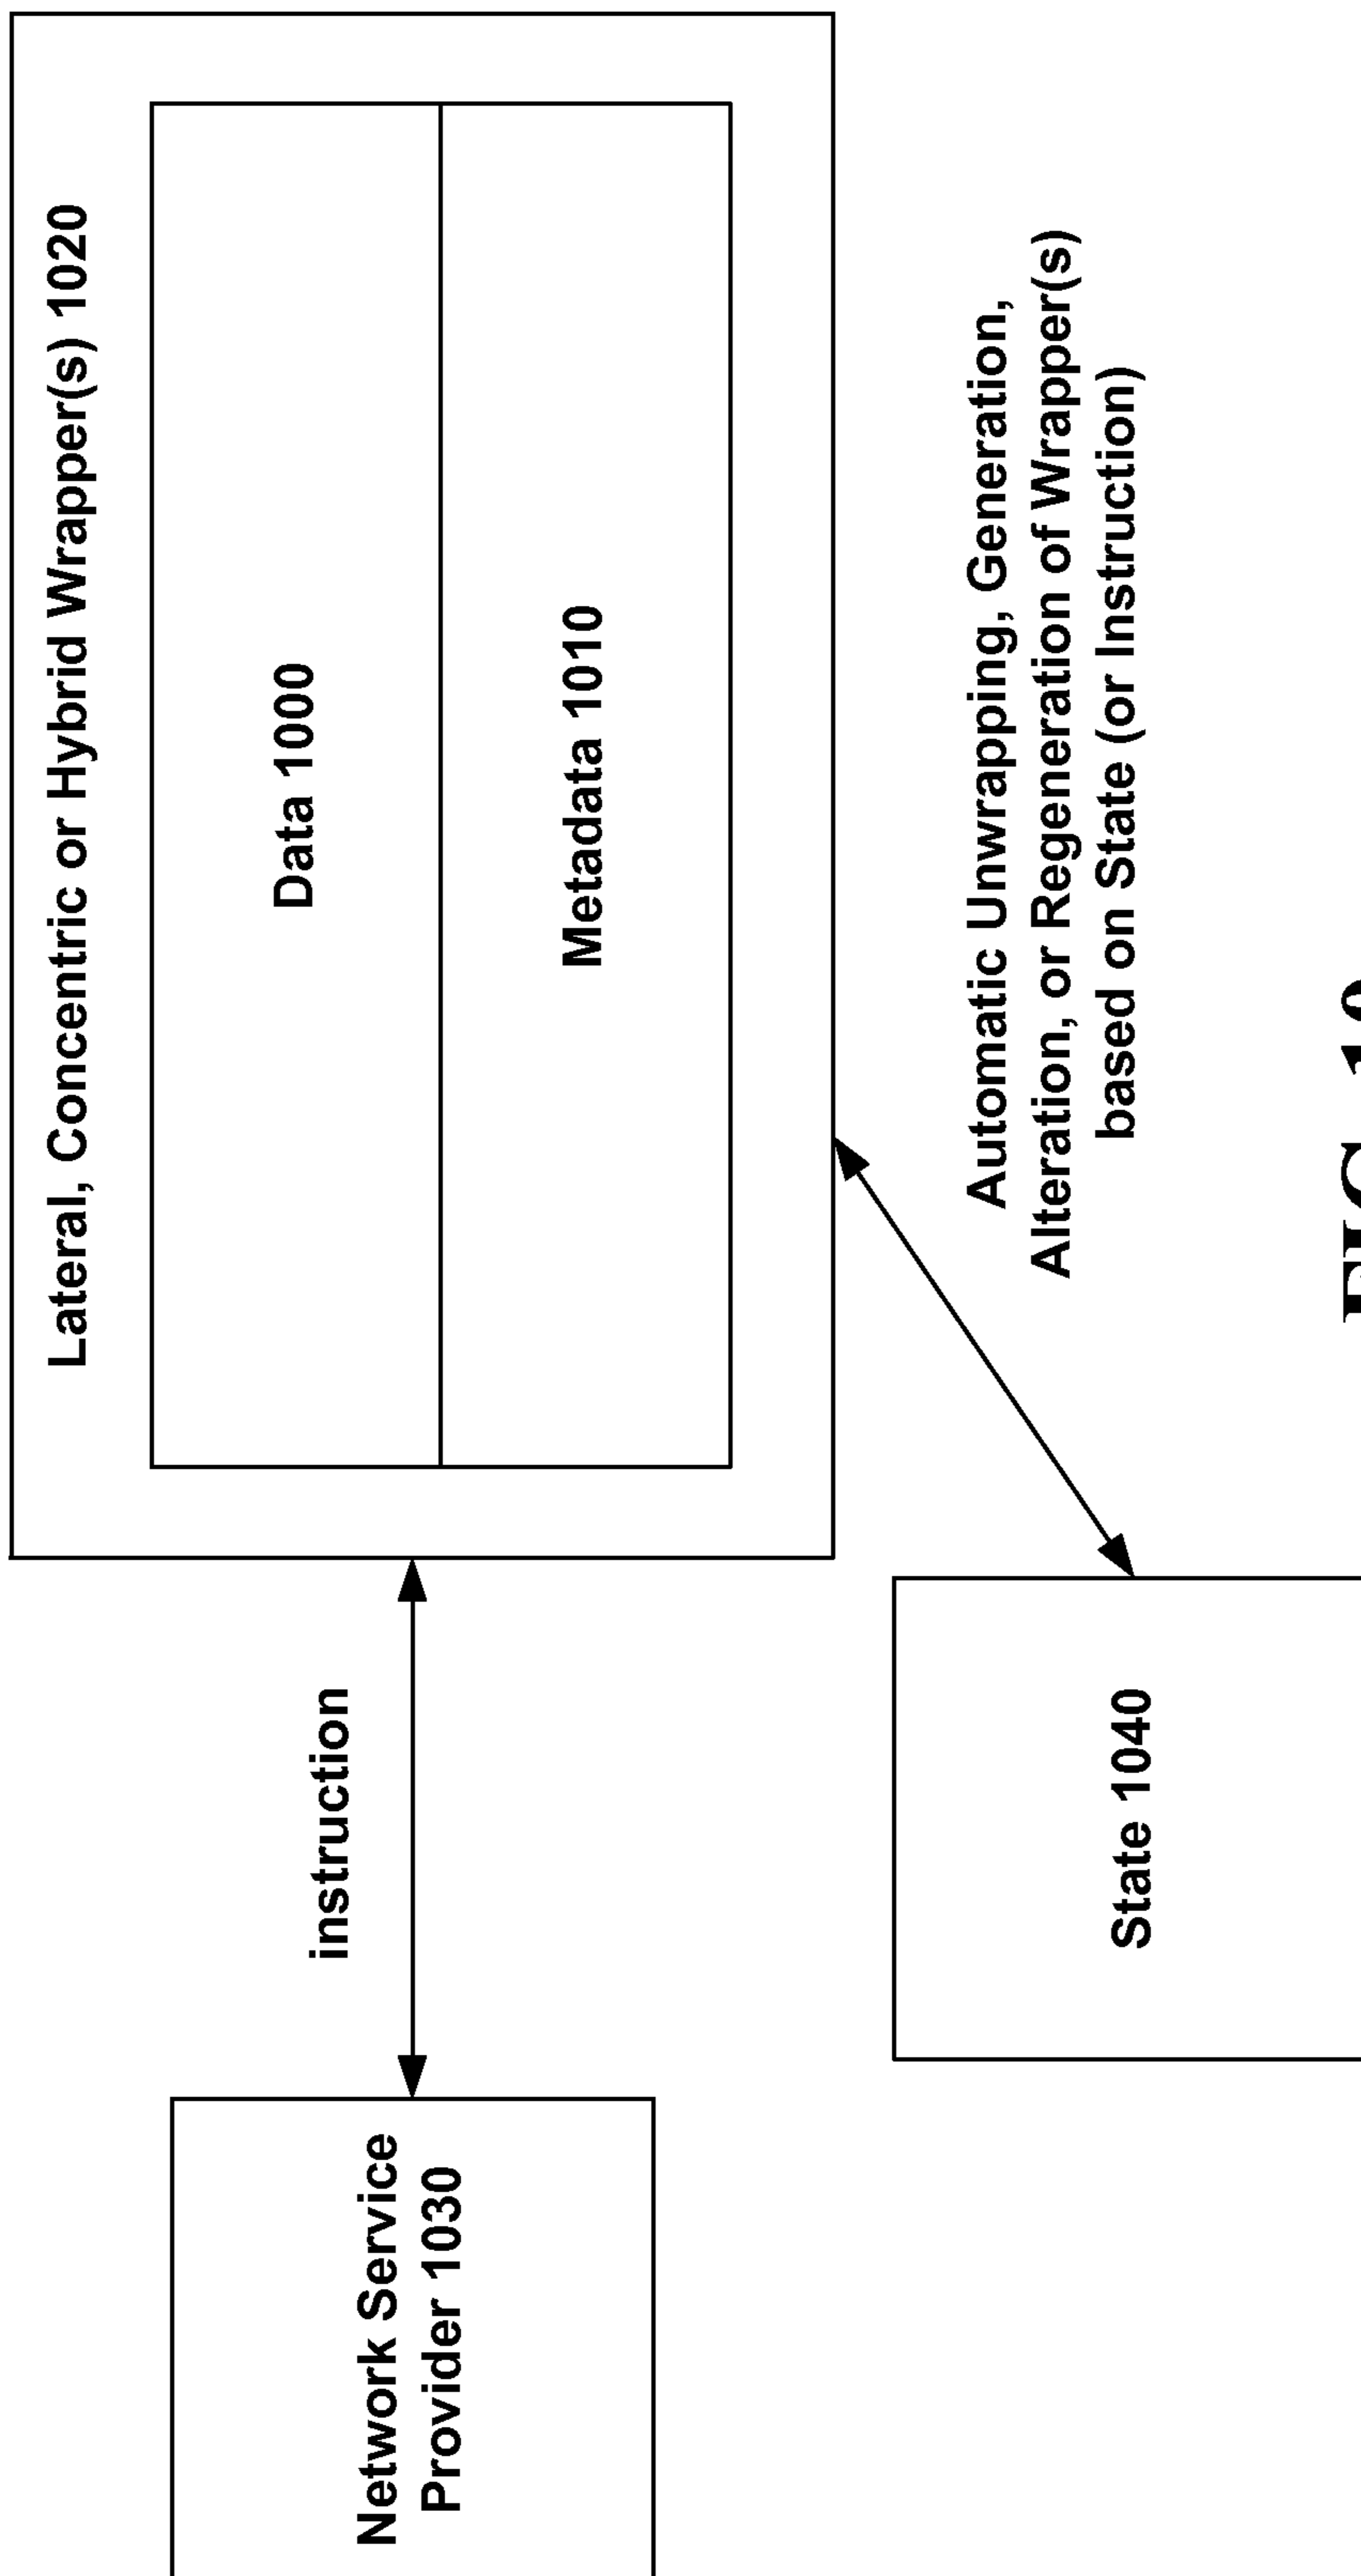 Lateral, Concentric or Hybrid Wrapper(s) 1020
Data 1000
Metadata 1010
instruction
Network Service
Provider 1030
State 1040
Automatic Unwrapping, Generation,
Alteration, or Regeneration of Wrapper(s)
based on State (or Instruction)